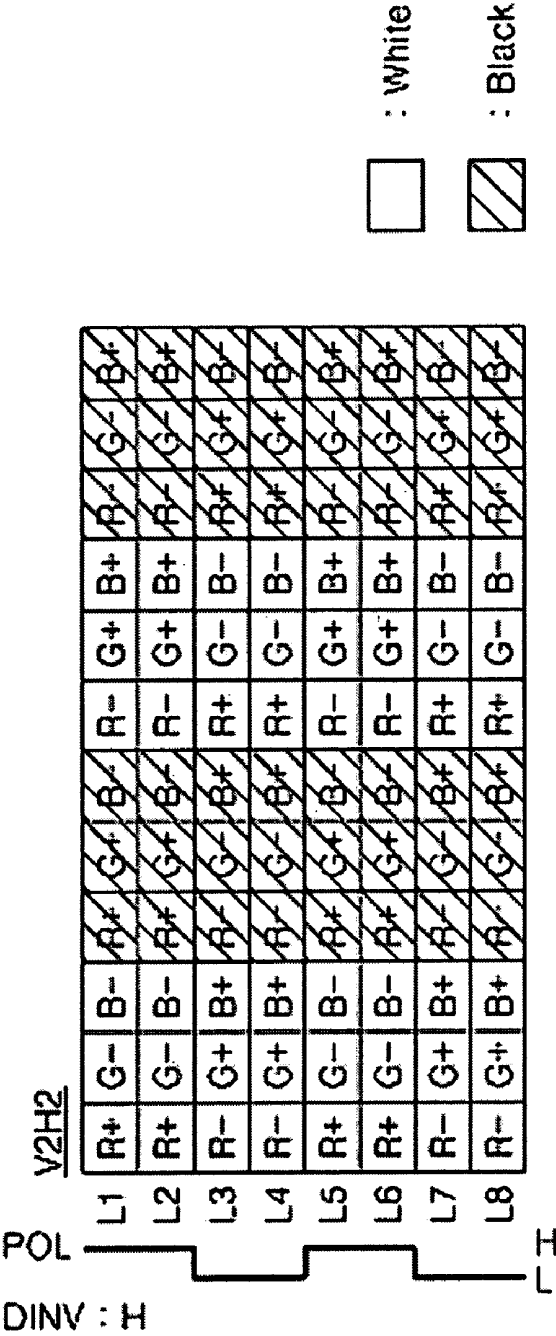 V2H2
DINV : H
POL
H
L
L1 R+ G- B- R+ G+ B- R- G+ B+ R- G- B+
L2 R+ G- B- R+ G+ B- R- G+ B+ R- G- B+
L3 R- G+ B+ R- G- B+ R+ G- B- R+ G+ B-
L4 R- G+ B+ R- G- B+ R+ G- B- R+ G+ B-
L5 R+ G- B- R+ G+ B- R- G+ B+ R- G- B+
L6 R+ G- B- R+ G+ B- R- G+ B+ R- G- B+
L7 R- G+ B+ R- G- B+ R+ G- B- R+ G+ B-
L8 R- G+ B+ R- G- B+ R+ G- B- R+ G+ B-
: White
: Black